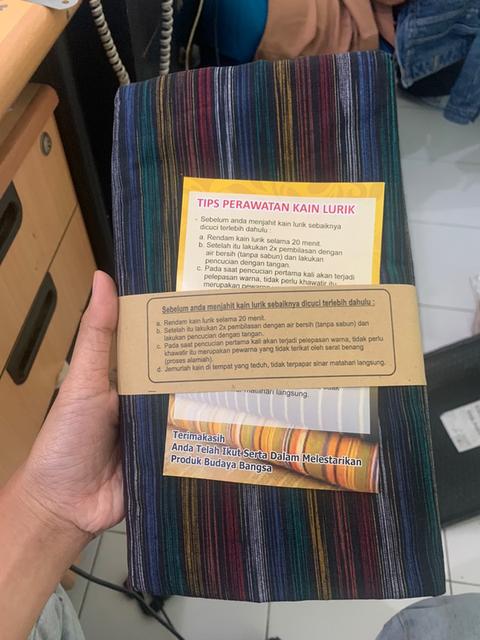 TIPS PERAWATAN KAIN LURIK
- Sebelum anda menjahit kain lurik sebaiknya
dicuci terlebih dahulu :
a. Rendam kain lurik selama 20 menit.
b. Setelah itu lakukan 2x pembilasan dengan
air bersih (tanpa sabun) dan lakukan
pencucian dengan tangan.
c. Pada saat pencucian pertama kali akan terjadi
pelepasan warna, tidak perlu khawatir itu
merupakan pewarna
Sebelum anda menjahit kain lurik sebaiknya dicuci terlebih dahulu :
a. Rendam kain lurik selama 20 menit.
b. Setelah itu lakukan 2x pembilasan dengan air bersih (tanpa sabun) dan
lakukan pencucian dengan tangan.
c. Pada saat pencucian pertama kali akan terjadi pelepasan warna, tidak perlu
khawatir itu merupakan pewarna yang tidak terikat oleh serat benang
(proses alamiah).
d. Jemurlah kain di tempat yang teduh, tidak terpapar sinar matahari langsung.
matahari langsung.
Terimakasih
Anda Telah Ikut Serta Dalam Melestarikan
Produk Budaya Bangsa